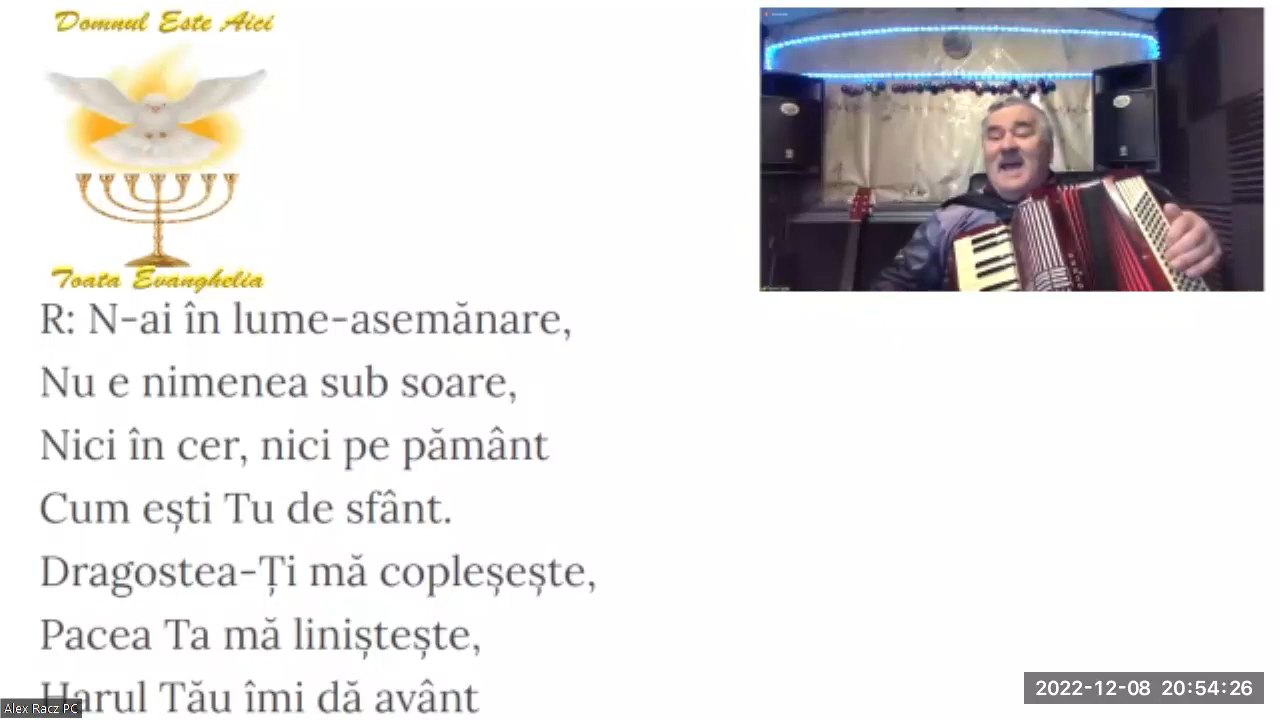 Domnul Este Aici
Toata Evanghelia
R: N-ai în lume-asemănare,
Nu e nimenea sub soare,
Nici în cer, nici pe pământ
Cum ești Tu de sfânt.
Dragostea-Ți mă copleșește,
Pacea Ta mă liniștește,
Harul Tău îmi dă avânt
Alex Racz PC
2022-12-08 20:54:26